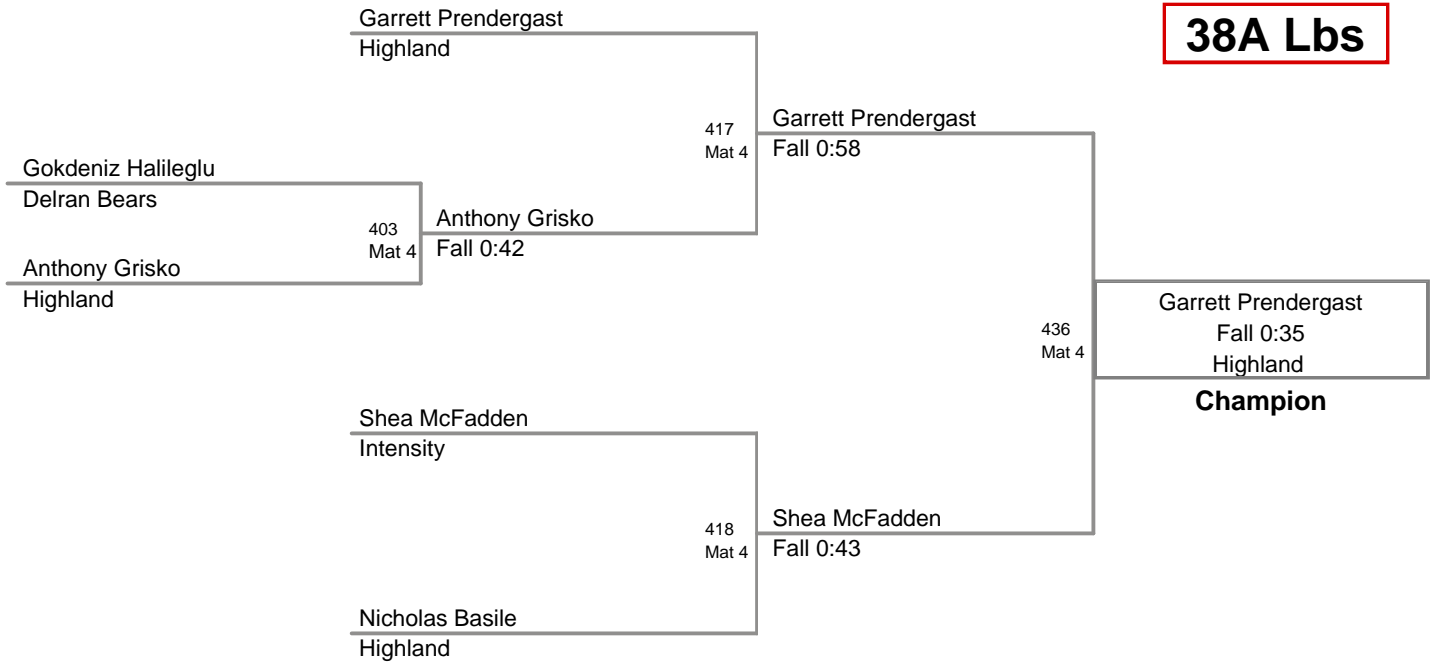 Garrett Prendergast
Highland
38A Lbs
417
Mat 4
Garrett Prendergast
Fall 0:58
Gokdeniz Halileglu
Delran Bears
403
Mat 4
Anthony Grisko
Fall 0:42
Anthony Grisko
Highland
436
Mat 4
Garrett Prendergast
Fall 0:35
Highland
Champion
Shea McFadden
Intensity
418
Mat 4
Shea McFadden
Fall 0:43
Nicholas Basile
Highland